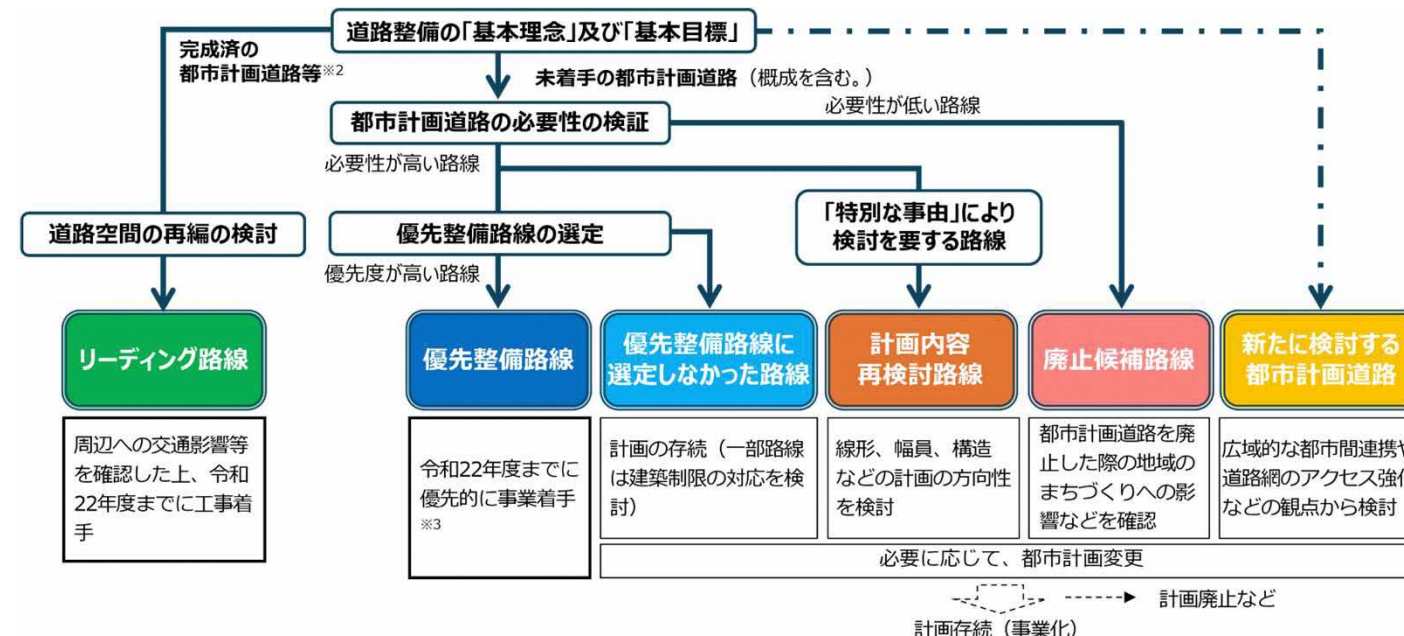 道路整備の「基本理念」及び「基本目標」
完成済の
都市計画道路等※2
未着手の都市計画道路（概成を含む。）
必要性が低い路線
都市計画道路の必要性の検証
必要性が高い路線
道路空間の再編の検討
優先整備路線の選定
「特別な事由」により
検討を要する路線
優先度が高い路線
リーディング路線
優先整備路線
優先整備路線に
選定しなかった路線
計画内容
再検討路線
廃止候補路線
新たに検討する
都市計画道路
周辺への交通影響等
を確認した上、令和
22年度までに工事着
手
令和22年度までに
優先的に事業着手
※3
計画の存続（一部路線
は建築制限の対応を検
討）
線形、幅員、構造
などの計画の方向性
を検討
都市計画道路を廃
止した際の地域の
まちづくりへの影
響などを確認
広域的な都市間連携や
道路網のアクセス強化
などの観点から検討
必要に応じて、都市計画変更
計画廃止など
計画存続（事業化）